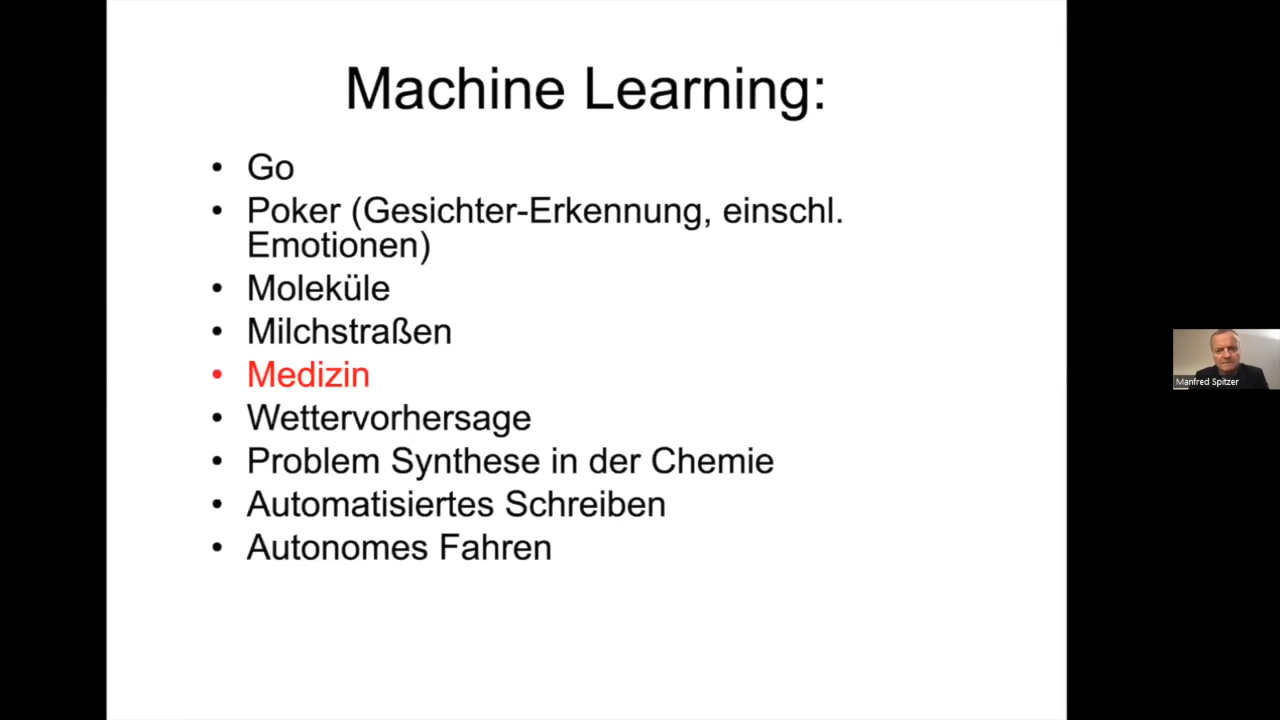 Machine Learning:
• Go
• Poker (Gesichter-Erkennung, einschl.
Emotionen)
• Moleküle
• Milchstraßen
• Medizin
• Wettervorhersage
• Problem Synthese in der Chemie
• Automatisiertes Schreiben
• Autonomes Fahren
Manfred Spitzer